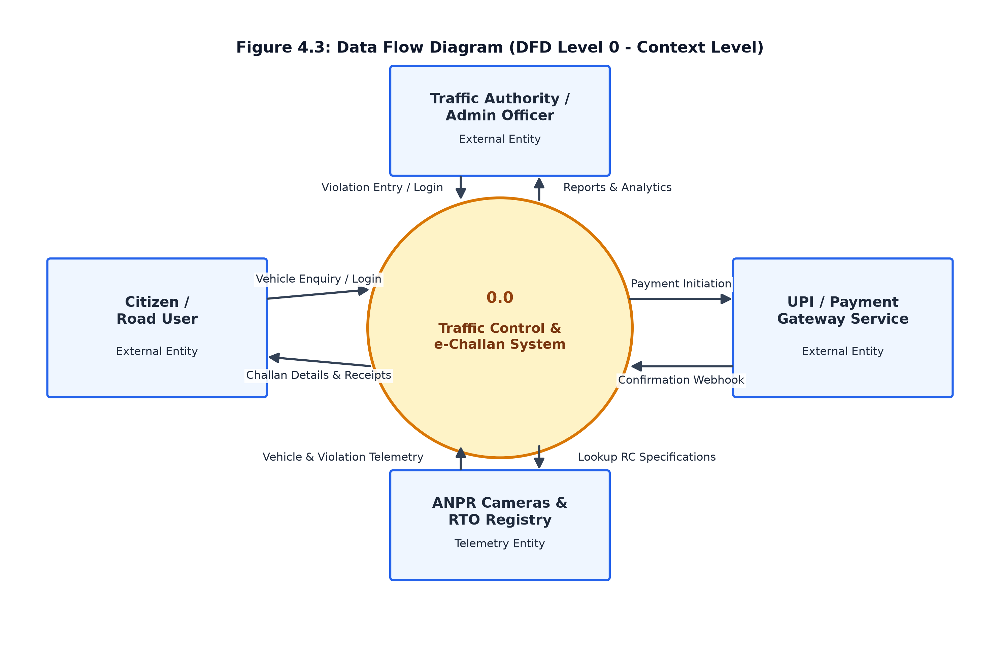 Figure 4.3: Data Flow Diagram (DFD Level 0 - Context Level)
Traffic Authority /
Admin Officer
External Entity
Violation Entry / Login
Reports & Analytics
Vehicle Enquiry / Login
Payment Initiation
Citizen /
Road User
External Entity
0.0
Traffic Control &
e-Challan System
UPI / Payment
Gateway Service
External Entity
Challan Details & Receipts
Confirmation Webhook
Vehicle & Violation Telemetry
Lookup RC Specifications
ANPR Cameras &
RTO Registry
Telemetry Entity